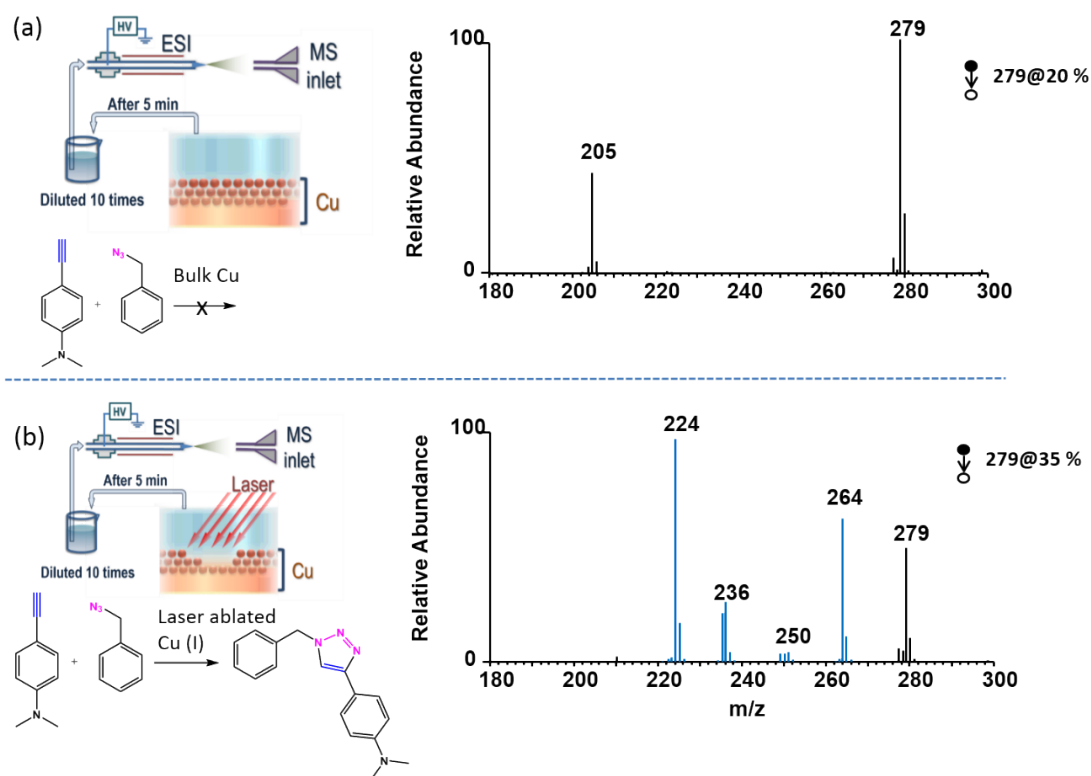 (a)
HV
ESI
MS
inlet
After 5 min
Diluted 10 times
Cu
N3
+
Bulk Cu
X
N
Relative Abundance
100
0
205
279
279@20 %
180 200 220 240 260 280 300
(b)
HV
ESI
MS
inlet
After 5 min
Laser
Diluted 10 times
Cu
N3
+
Laser ablated
Cu (I)
N
N
N
N
N
Relative Abundance
100
0
224
236
250
264
279
279@35 %
180 200 220 240 260 280 300
m/z